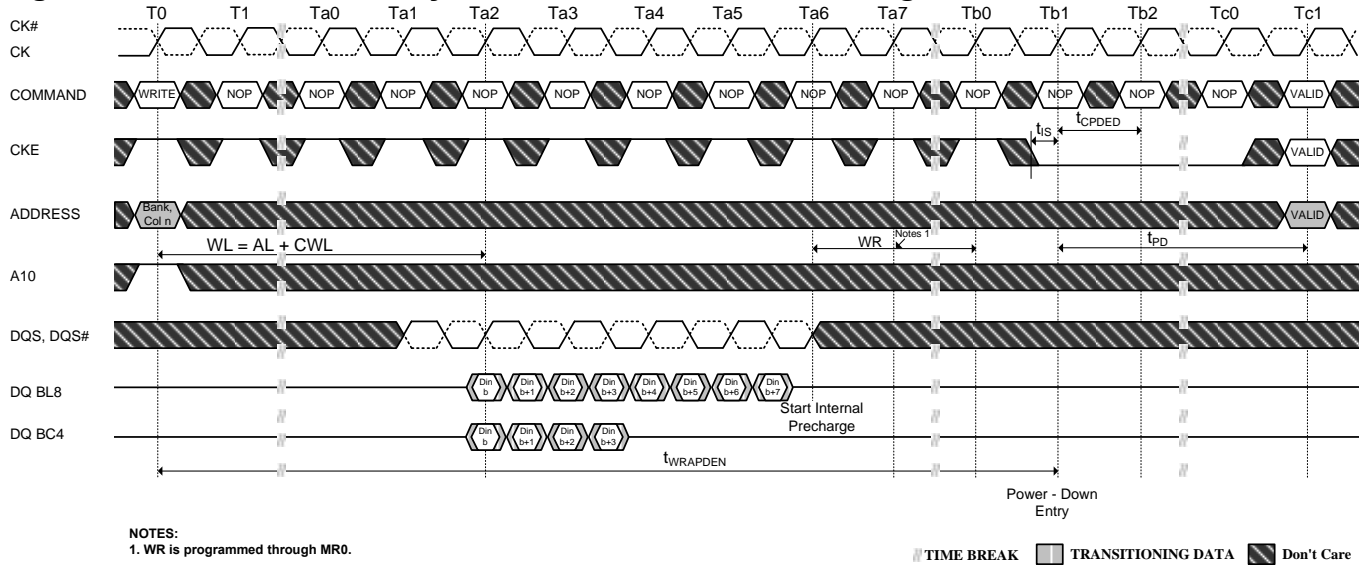 T0 T1 Ta0 Ta1 Ta2 Ta3 Ta4 Ta5 Ta6 Ta7 Tb0 Tb1 Tb2 Tc0 Tc1
CK#
CK
COMMAND WRITE NOP NOP NOP NOP NOP NOP NOP NOP NOP NOP NOP NOP NOP VALID
tIS tCPDED
CKE VALID
ADDRESS Bank, Col n VALID
WL = AL + CWL WR Notes 1 tPD
A10
DQS, DQS#
DQ BL8 Din b Din b+1 Din b+2 Din b+3 Din b+4 Din b+5 Din b+6 Din b+7
Start Internal
Precharge
DQ BC4 Din b Din b+1 Din b+2 Din b+3
tWRAPDEN
Power - Down
Entry
NOTES:
1. WR is programmed through MR0.
TIME BREAK TRANSITIONING DATA Don't Care